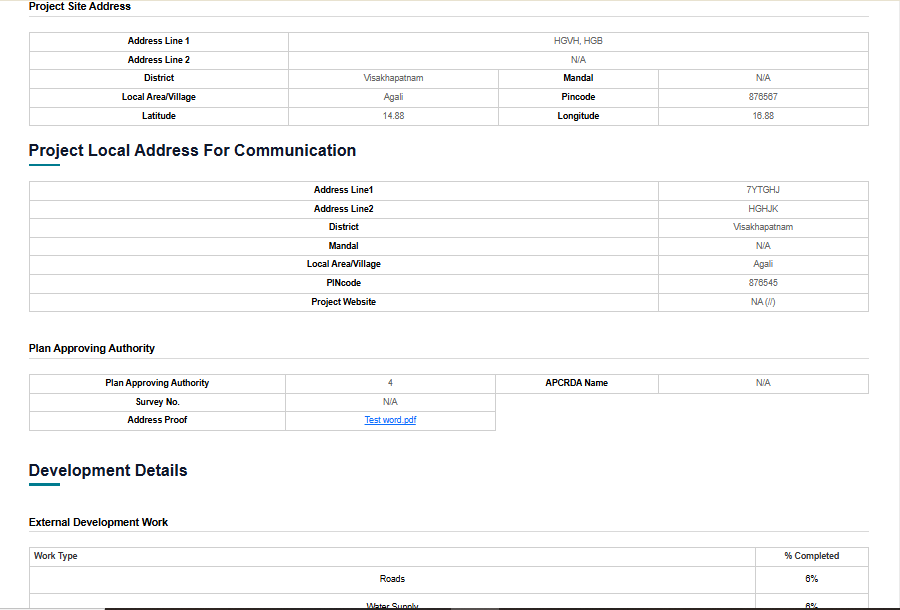 Project Site Address
Address Line 1 HGVH, HGB
Address Line 2 N/A
District Visakhapatnam Mandal N/A
Local Area/Village Agali Pincode 876567
Latitude 14.88 Longitude 16.88
Project Local Address For Communication
Address Line1 7YTGHJ
Address Line2 HGHJK
District Visakhapatnam
Mandal N/A
Local Area/Village Agali
PINcode 876545
Project Website NA (//)
Plan Approving Authority
Plan Approving Authority 4 APCRDA Name N/A
Survey No. N/A
Address Proof Test word.pdf
Development Details
External Development Work
Work Type % Completed
Roads 6%
Water Supply 6%